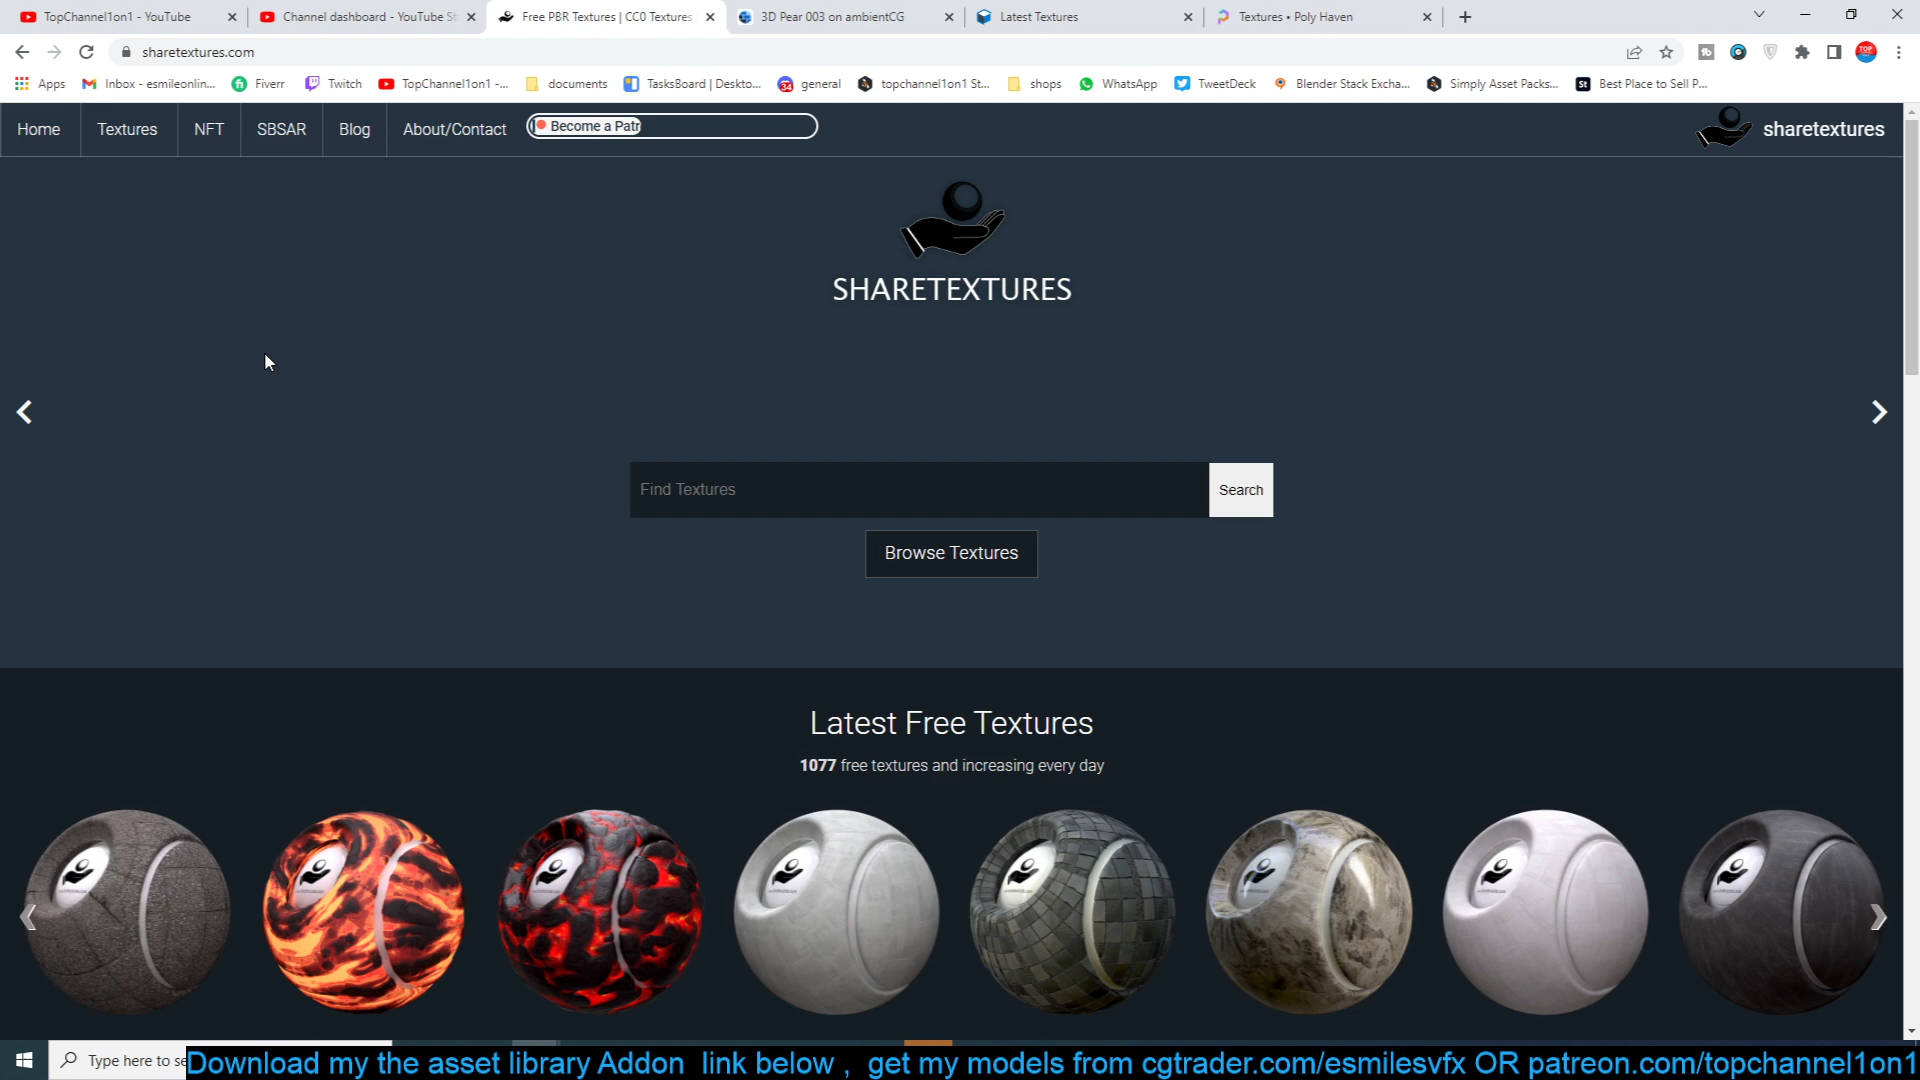 TopChannel1on1 - YouTube
Channel dashboard - YouTube St
Free PBR Textures | CC0 Textures
3D Pear 003 on ambientCG
Latest Textures
Textures • Poly Haven
sharetextures.com
Apps
Inbox - esmileonlin...
Fiverr
Twitch
TopChannel1on1 -...
documents
TasksBoard | Deskto...
general
topchannel1on1 St...
shops
WhatsApp
TweetDeck
Blender Stack Excha...
Simply Asset Packs...
Best Place to Sell P...
Home
Textures
NFT
SBSAR
Blog
About/Contact
Become a Patr
sharetextures
SHARETEXTURES
Find Textures
Search
Browse Textures
Latest Free Textures
1077 free textures and increasing every day
Type here to se
Download my the asset library Addon link below , get my models from cgtrader.com/esmilesvfx OR patreon.com/topchannel1on1